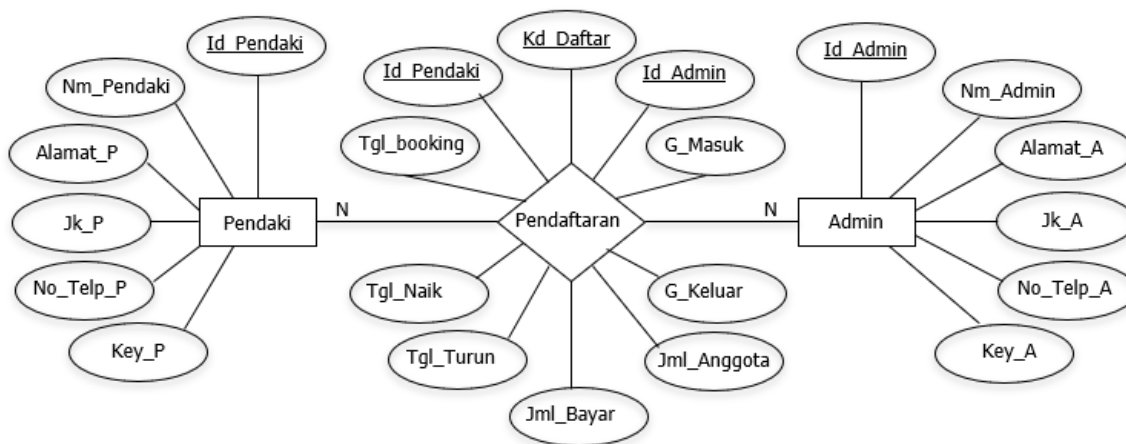 Id_Pendaki
Nm_Pendaki
Alamat_P
Jk_P
No_Telp_P
Key_P
Pendaki
N
Kd_Daftar
Id_Pendaki
Id_Admin
Tgl_booking
G_Masuk
Pendaftaran
Tgl_Naik
G_Keluar
Tgl_Turun
Jml_Anggota
Jml_Bayar
N
Admin
Id_Admin
Nm_Admin
Alamat_A
Jk_A
No_Telp_A
Key_A